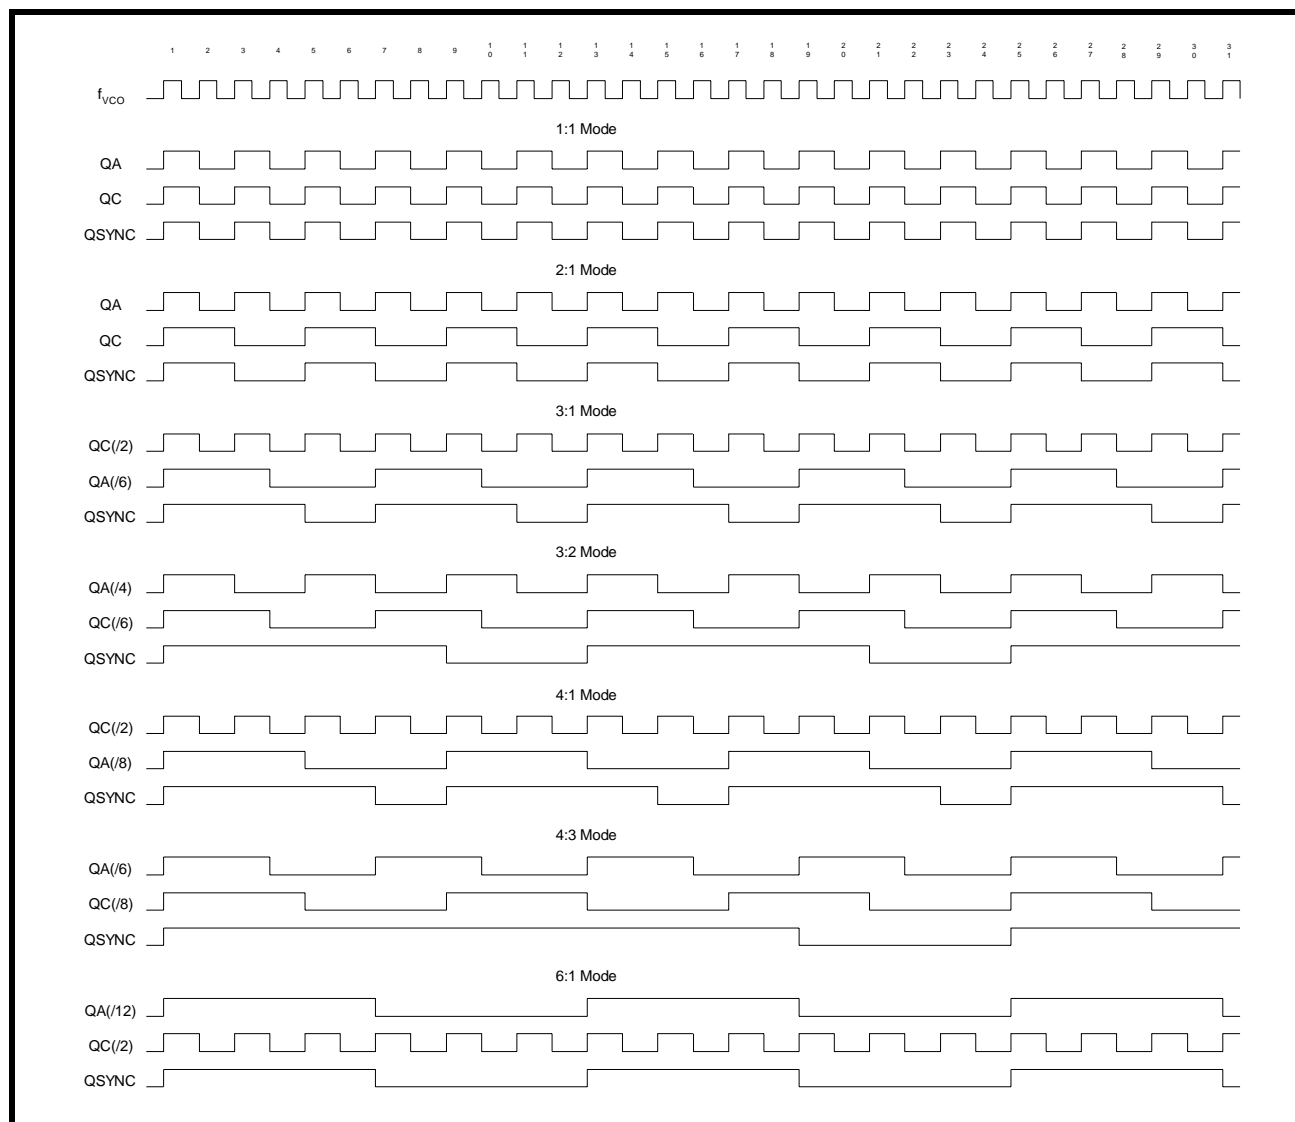 1 2 3 4 5 6 7 8 9 10 11 12 13 14 15 16 17 18 19 20 21 22 23 24 25 26 27 28 29 30 31
fVCO
1:1 Mode
QA
QC
QSYNC
2:1 Mode
QA
QC
QSYNC
3:1 Mode
QC(/2)
QA(/6)
QSYNC
3:2 Mode
QA(/4)
QC(/6)
QSYNC
4:1 Mode
QC(/2)
QA(/8)
QSYNC
4:3 Mode
QA(/6)
QC(/8)
QSYNC
6:1 Mode
QA(/12)
QC(/2)
QSYNC